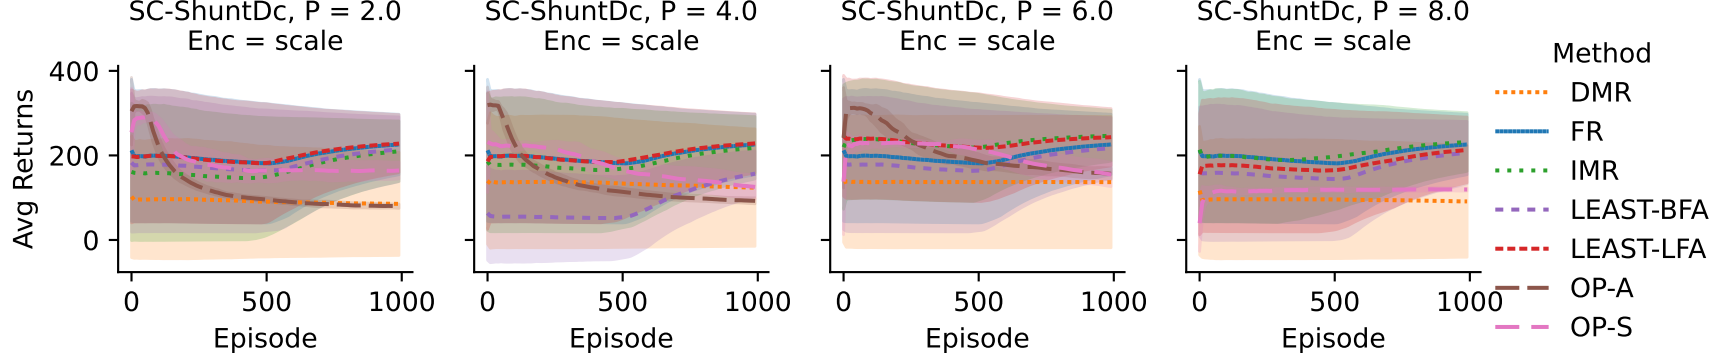 SC-ShuntDc, P = 2.0
Enc = scale
SC-ShuntDc, P = 4.0
Enc = scale
SC-ShuntDc, P = 6.0
Enc = scale
SC-ShuntDc, P = 8.0
Enc = scale
Avg Returns
400
200
0
0 500 1000
Episode
0 500 1000
Episode
0 500 1000
Episode
0 500 1000
Episode
Method
DMR
FR
IMR
LEAST-BFA
LEAST-LFA
OP-A
OP-S